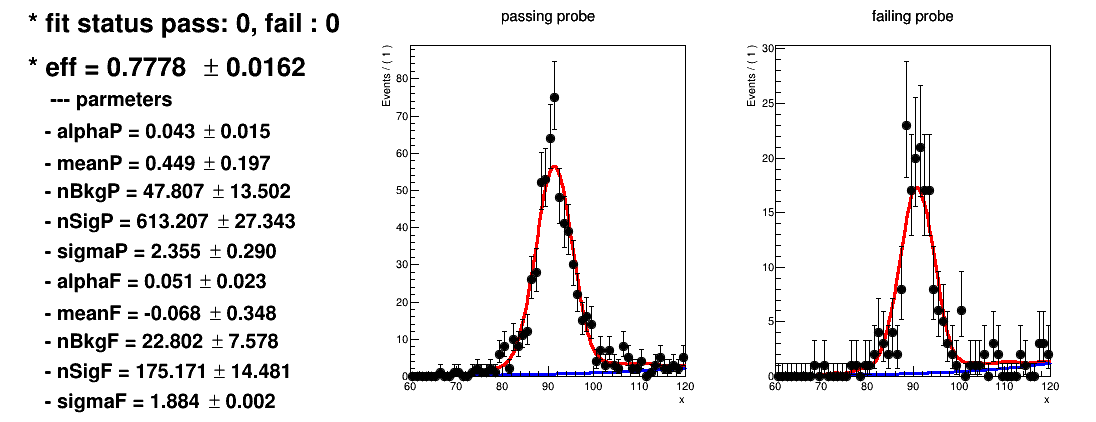 * fit status pass: 0, fail : 0
* eff = 0.7778 ± 0.0162
--- parmeters
- alphaP = 0.043 ± 0.015
- meanP = 0.449 ± 0.197
- nBkgP = 47.807 ± 13.502
- nSigP = 613.207 ± 27.343
- sigmaP = 2.355 ± 0.290
- alphaF = 0.051 ± 0.023
- meanF = -0.068 ± 0.348
- nBkgF = 22.802 ± 7.578
- nSigF = 175.171 ± 14.481
- sigmaF = 1.884 ± 0.002
passing probe
Events / ( 1 )
80
70
60
50
40
30
20
10
0
60 70 80 90 100 110 120
x
failing probe
Events / ( 1 )
30
25
20
15
10
5
0
60 70 80 90 100 110 120
x